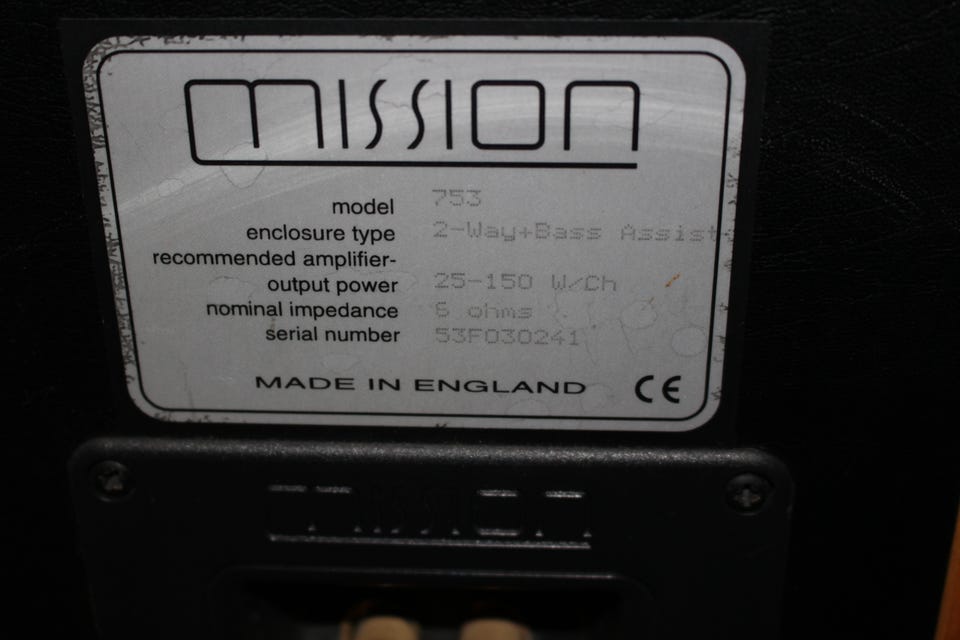 mission
model 753
enclosure type 2-Way+Bass Assist
recommended amplifier-
output power 25-150 W/Ch
nominal impedance 6 ohms
serial number 53F030241
MADE IN ENGLAND CE
mission